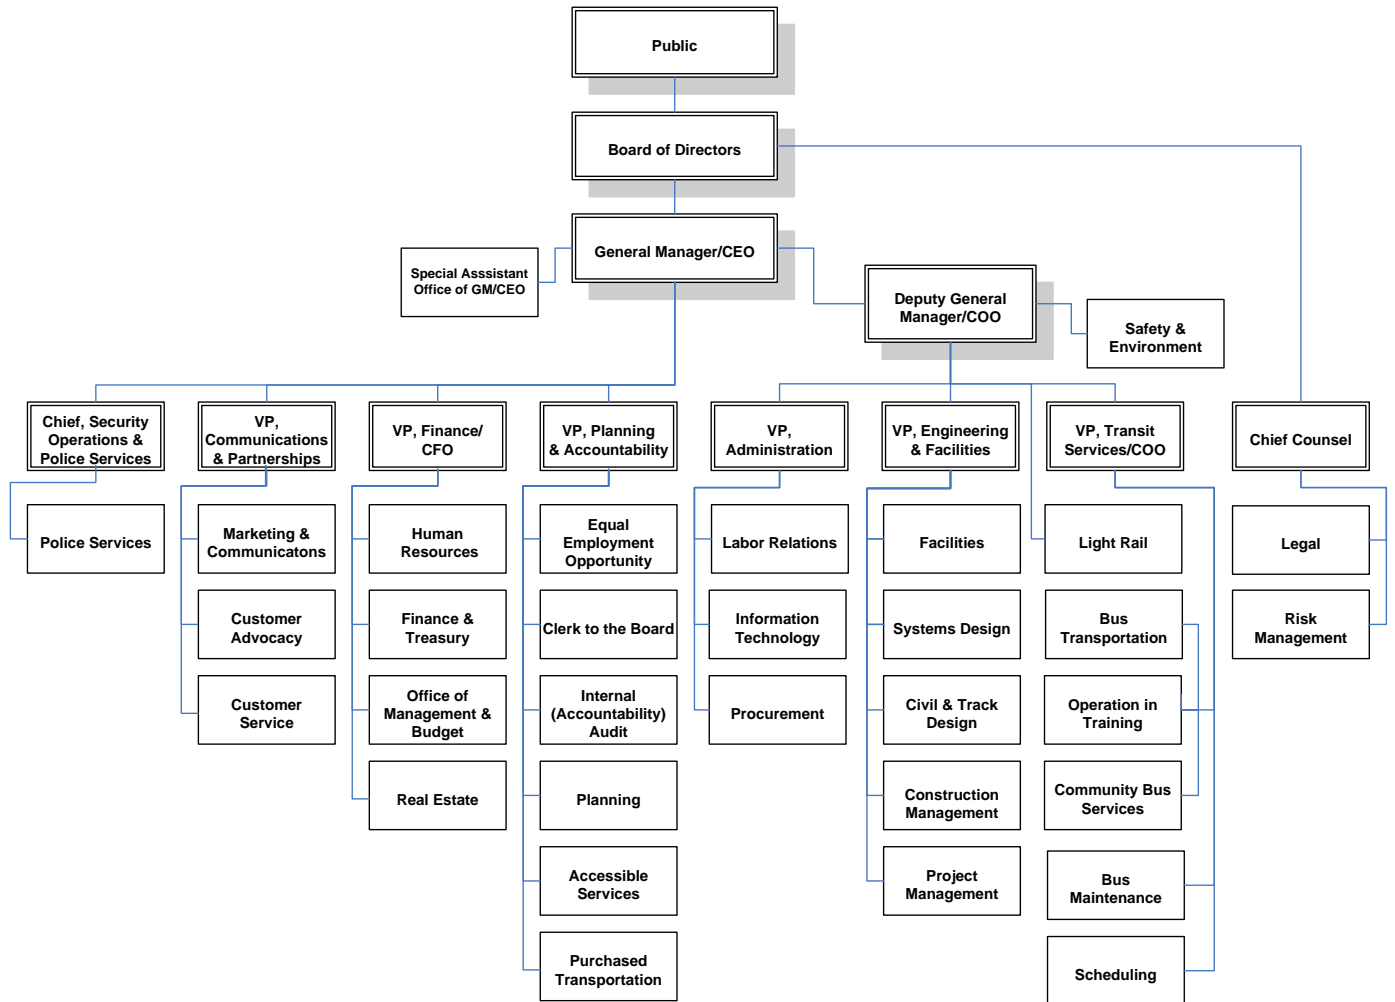 Public
Board of Directors
General Manager/CEO
Special Asssistant
Office of GM/CEO
Deputy General
Manager/COO
Safety &
Environment
Chief, Security
Operations &
Police Services
VP,
Communications
& Partnerships
VP, Finance/
CFO
VP, Planning
& Accountability
VP,
Administration
VP, Engineering
& Facilities
VP, Transit
Services/COO
Chief Counsel
Police Services
Marketing &
Communicatons
Human
Resources
Equal
Employment
Opportunity
Labor Relations
Facilities
Light Rail
Legal
Customer
Advocacy
Finance &
Treasury
Clerk to the Board
Information
Technology
Systems Design
Bus
Transportation
Risk
Management
Customer
Service
Office of
Management &
Budget
Internal
(Accountability)
Audit
Procurement
Civil & Track
Design
Operation in
Training
Real Estate
Planning
Construction
Management
Community Bus
Services
Accessible
Services
Project
Management
Bus
Maintenance
Purchased
Transportation
Scheduling